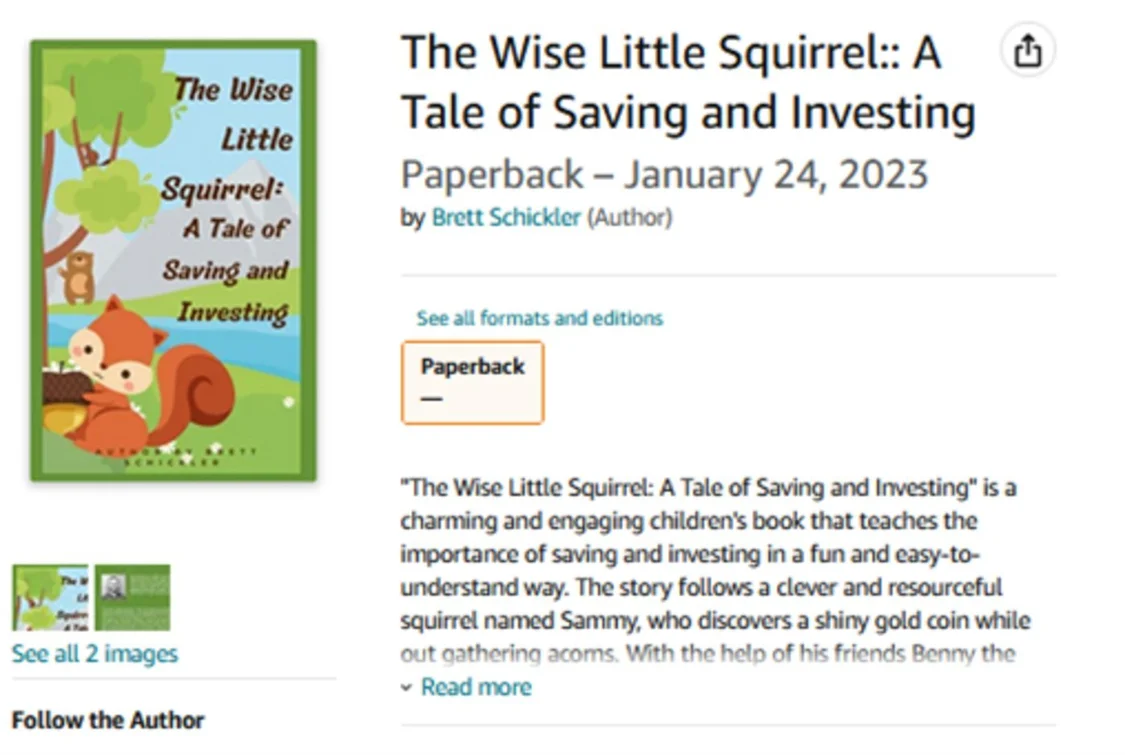 The Wise
Little
Squirrel:
A Tale of
Saving and
Investing
AUTHOR BY BRETT
SCHICKLER
See all 2 images
Follow the Author
The Wise Little Squirrel:: A
Tale of Saving and Investing
Paperback – January 24, 2023
by Brett Schickler (Author)
See all formats and editions
Paperback
—
"The Wise Little Squirrel: A Tale of Saving and Investing" is a
charming and engaging children's book that teaches the
importance of saving and investing in a fun and easy-to-
understand way. The story follows a clever and resourceful
squirrel named Sammy, who discovers a shiny gold coin while
out gathering acorns. With the help of his friends Benny the
Read more